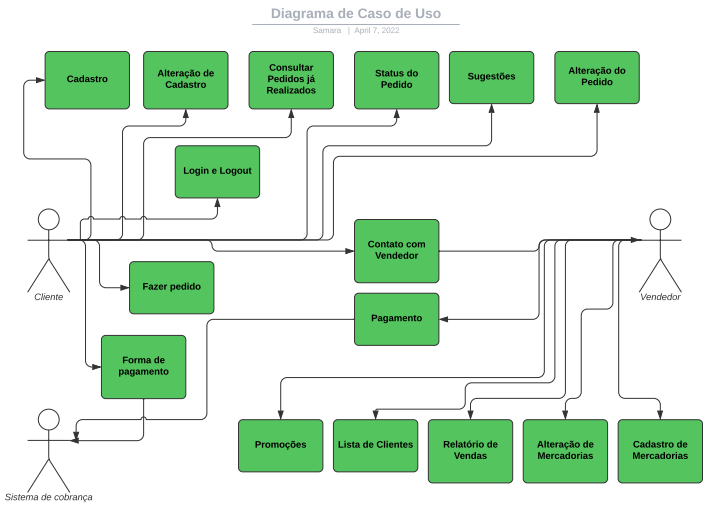 Diagrama de Caso de Uso
Samara | April 7, 2022
Cadastro
Alteração de
Cadastro
Consultar
Pedidos já
Realizados
Status do
Pedido
Sugestões
Alteração do
Pedido
Login e Logout
Cliente
Contato com
Vendedor
Vendedor
Fazer pedido
Pagamento
Forma de
pagamento
Promoções
Lista de Clientes
Relatório de
Vendas
Alteração de
Mercadorias
Cadastro de
Mercadorias
Sistema de cobrança